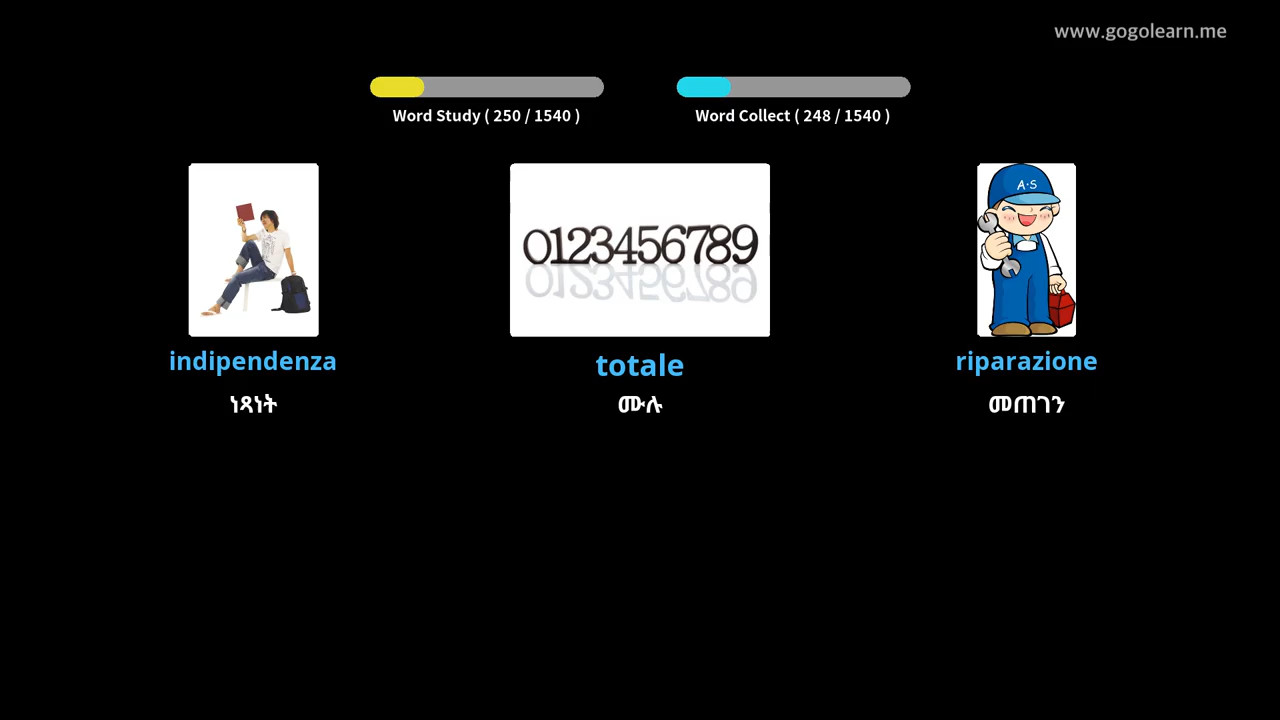 www.gogolearn.me
Word Study ( 250 / 1540 )
Word Collect ( 248 / 1540 )
0123456789
A·S
indipendenza
totale
riparazione
ነጻነት
ሙሉ
መጠገን